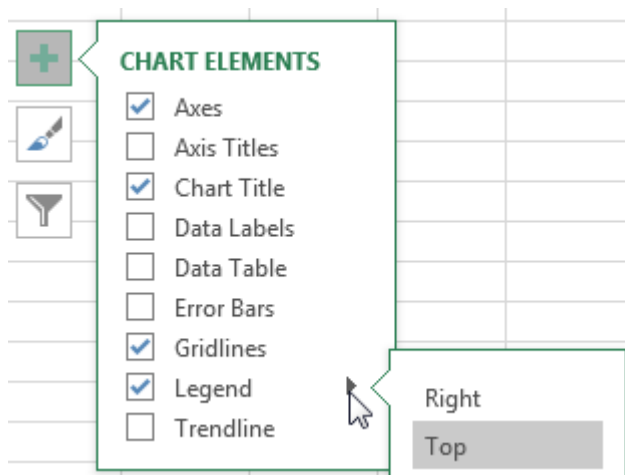 CHART ELEMENTS
Axes
Axis Titles
Chart Title
Data Labels
Data Table
Error Bars
Gridlines
Legend
Trendline
Right
Top